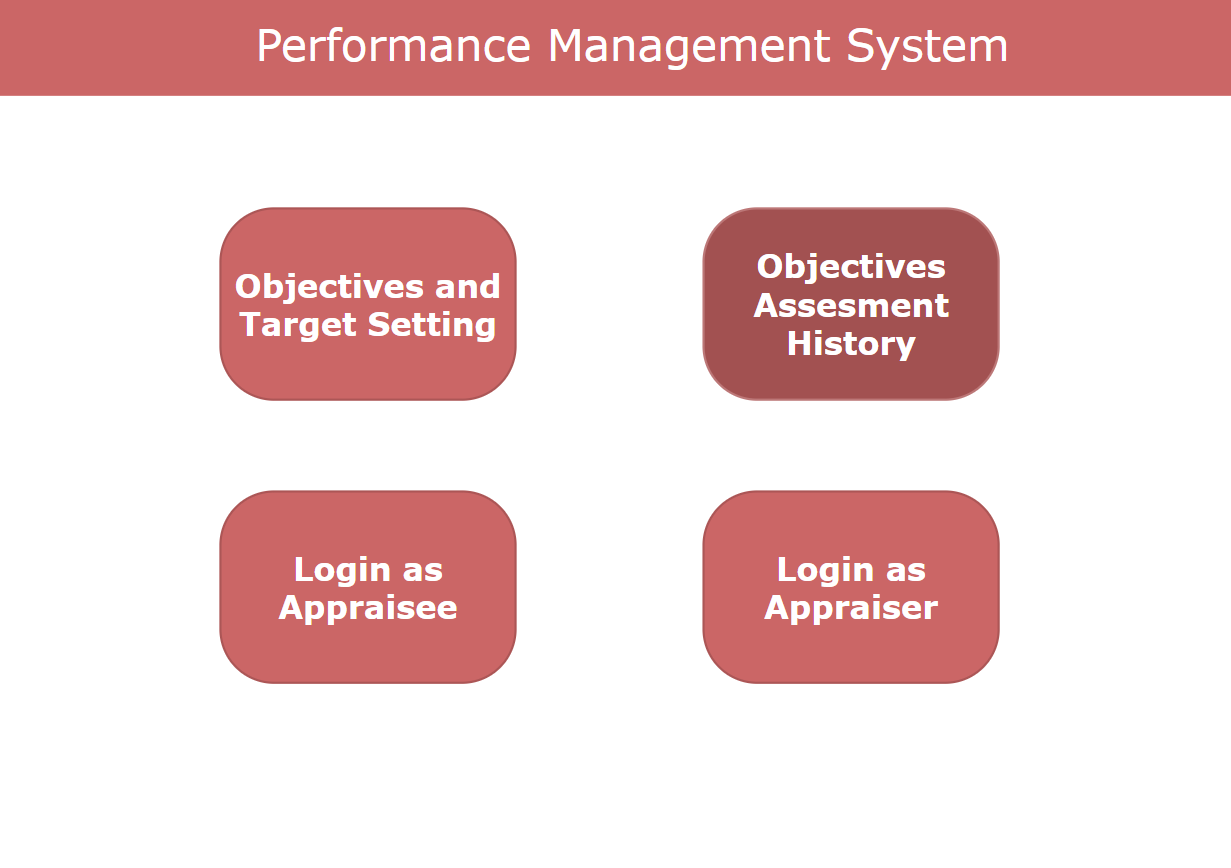 Performance Management System
Objectives and
Target Setting
Objectives
Assesment
History
Login as
Appraisee
Login as
Appraiser